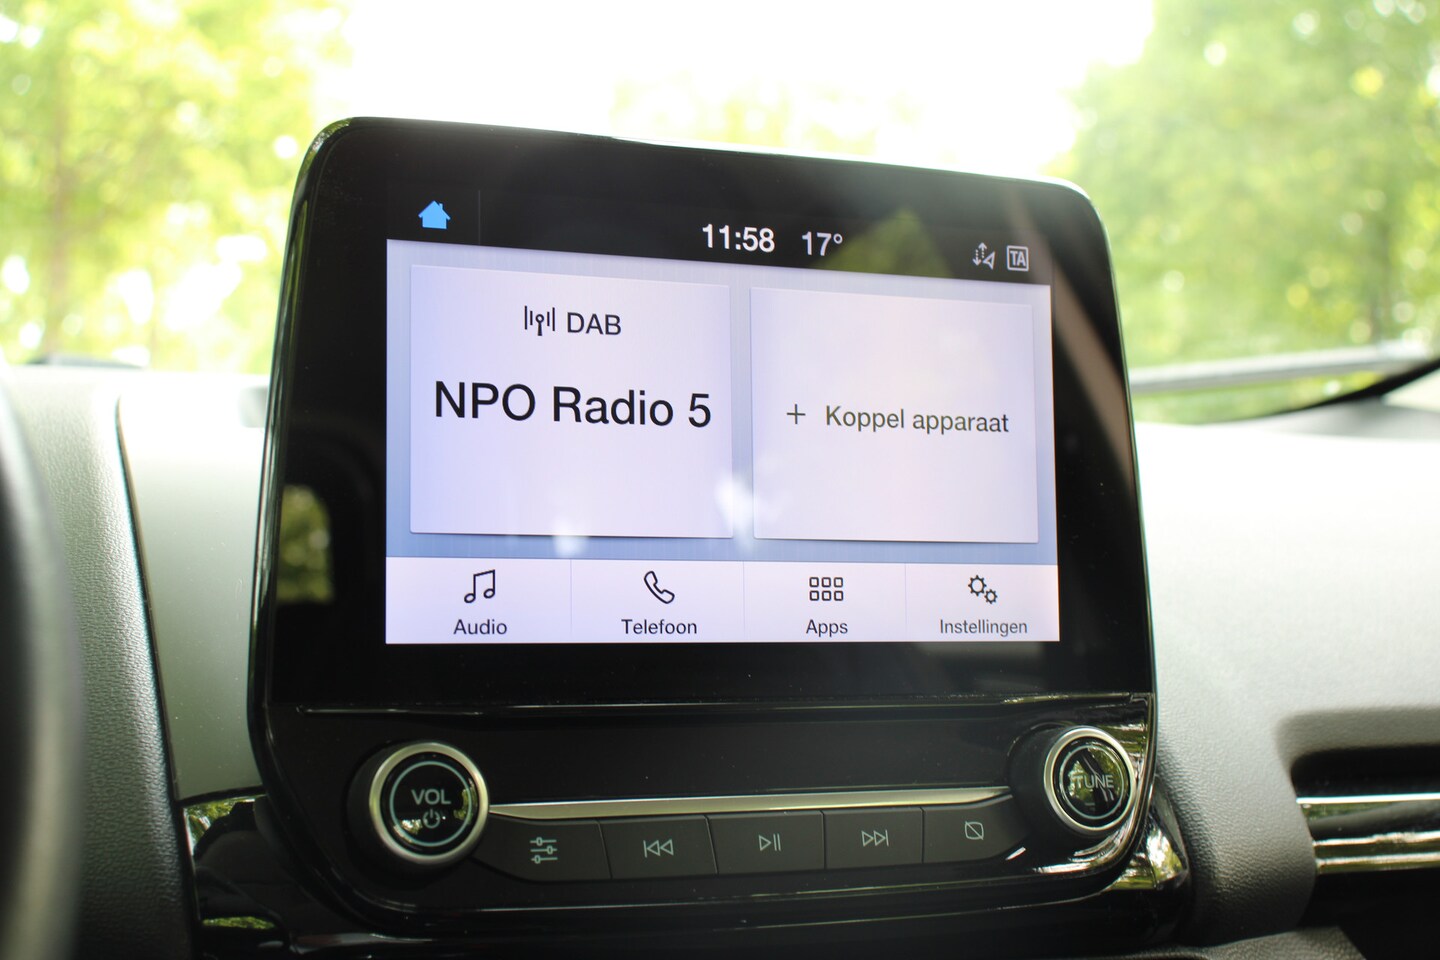 11:58 17°
TA
DAB
NPO Radio 5
+ Koppel apparaat
Audio
Telefoon
Apps
Instellingen
VOL
TUNE